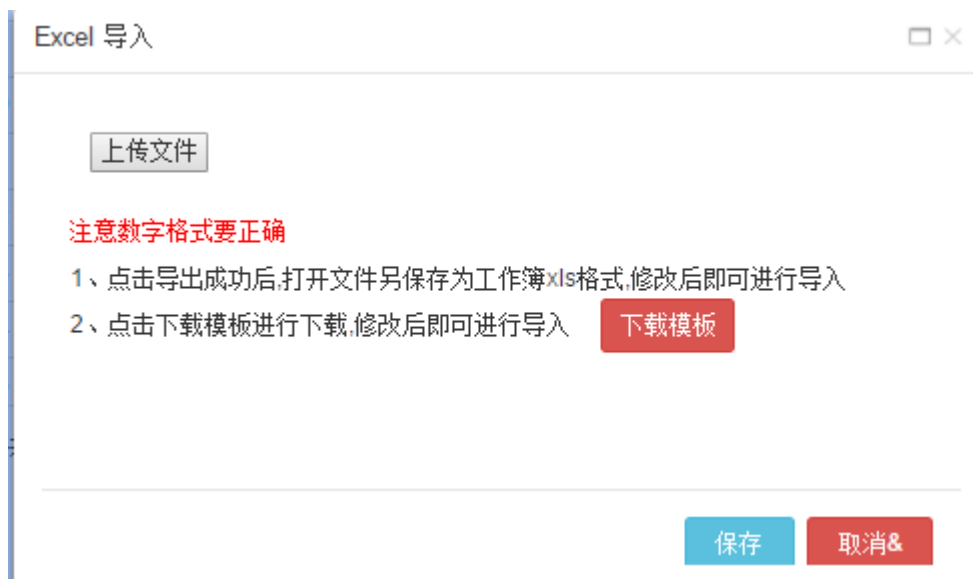 Excel 导入
上传文件
注意数字格式要正确
1、点击导出成功后,打开文件另保存为工作簿xls格式,修改后即可进行导入
2、点击下载模板进行下载,修改后即可进行导入 下载模板
保存 取消&